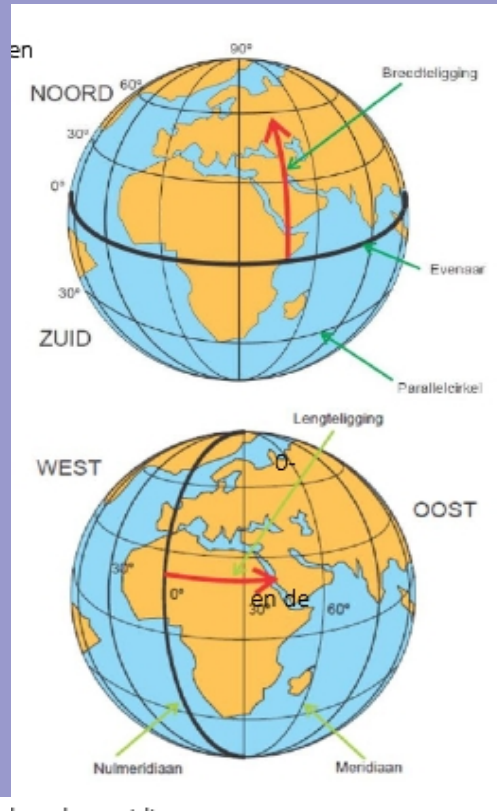 en
90°
Breedteligging
NOORD
60°
30°
0°
Evenaar
30°
ZUID
Parallelcirkel
Lengteligging
WEST
0-
OOST
30°
0°
en de
30°
60°
Nulmeridiaan
Meridiaan